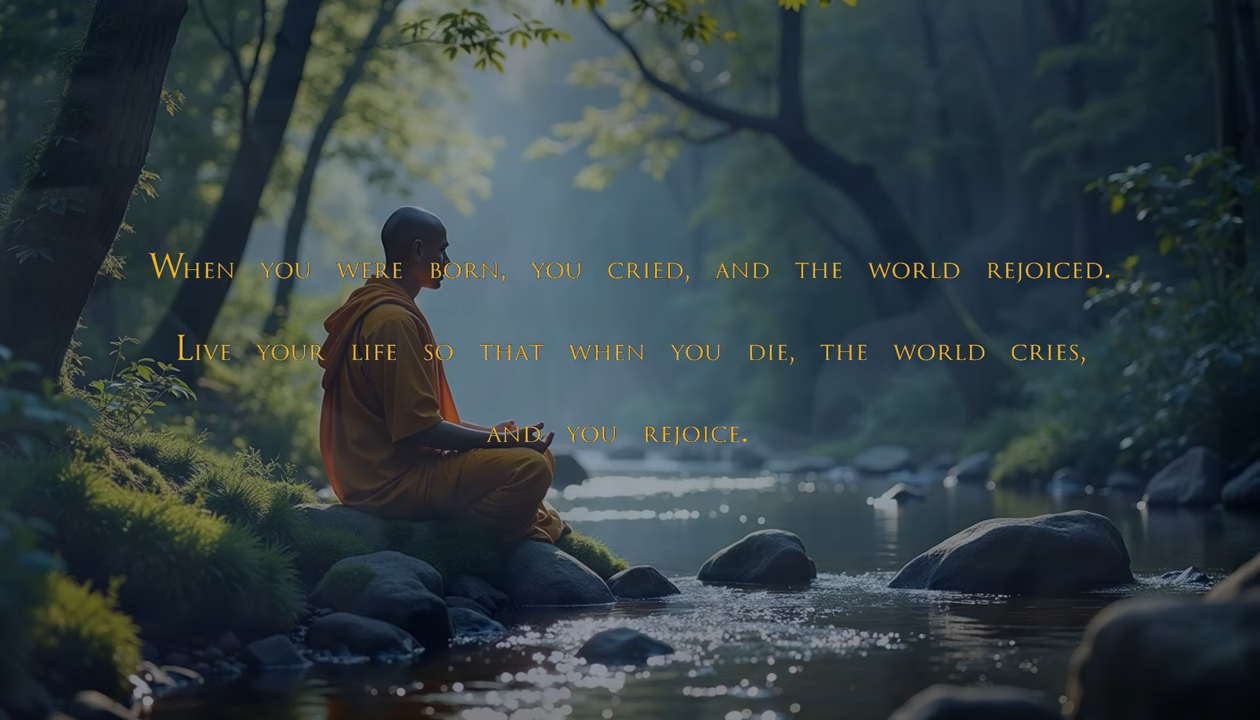 When you were born, you cried, and the world rejoiced.
Live your life so that when you die, the world cries,
and you rejoice.